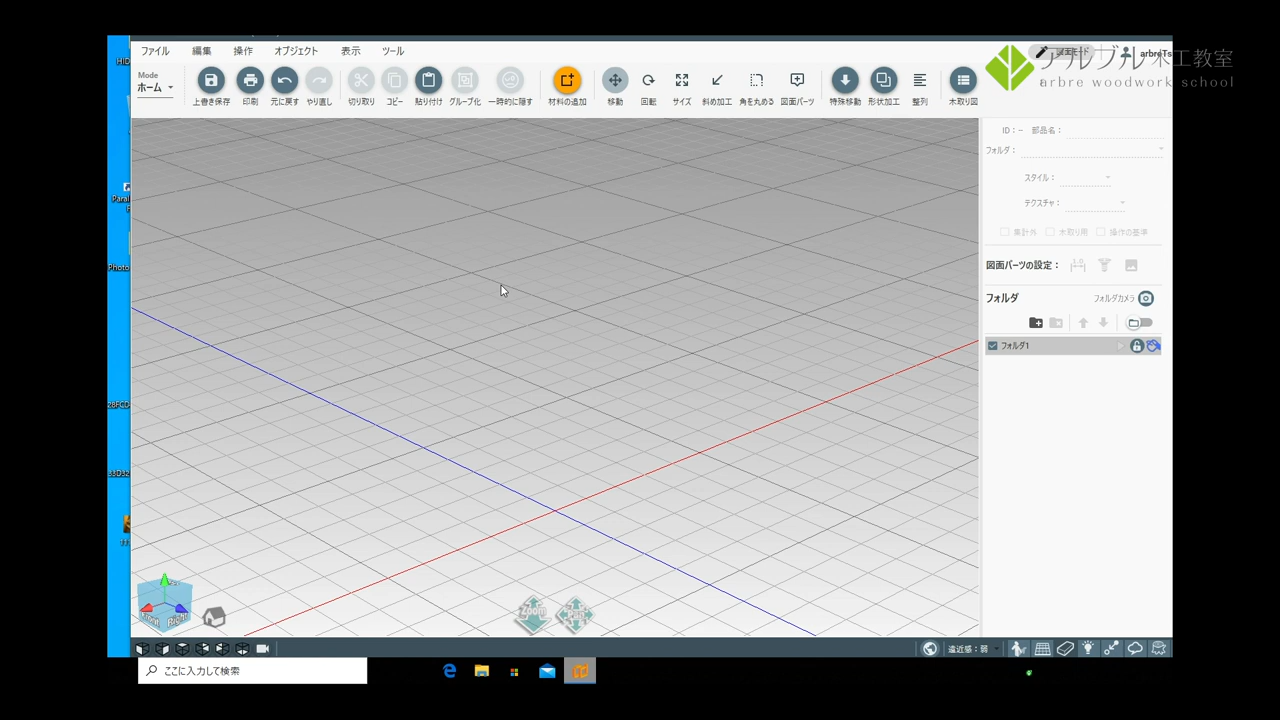 ファイル 編集 操作 オブジェクト 表示 ツール
Mode
ホーム
上書き保存 印刷 元に戻す やり直し 切り取り コピー 貼り付け グループ化 一時的に隠す 材料の追加 移動 回転 サイズ 斜め加工 角を丸める 図面パーツ 特殊移動 形状加工 整列 木取り図
アルブル木工教室
arbre woodwork school
ID：- 部品名：
フォルダ：
スタイル：
テクスチャ：
集計外 木取り用 操作の基準
図面パーツの設定：
フォルダ フォルダカメラ
フォルダ1
HID
Paral
Photo
28FCD
Front Right
Zoom Pan
遠近感：弱
ここに入力して検索